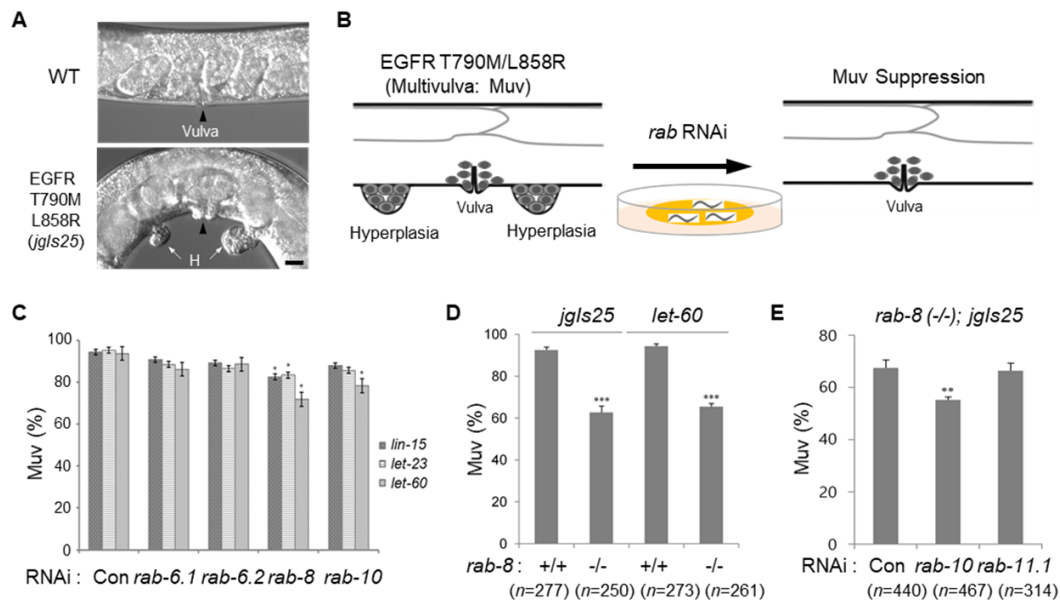 A
WT
Vulva
EGFR
T790M
L858R
(jgIs25)
H
B
EGFR T790M/L858R
(Multivulva: Muv)
Hyperplasia
Vulva
Hyperplasia
rab RNAi
Muv Suppression
Vulva
C
Muv (%)
100
80
60
40
20
0
* * *
*
lin-15
let-23
let-60
RNAi : Con rab-6.1 rab-6.2 rab-8 rab-10
D
jgIs25 let-60
Muv (%)
100
80
60
40
20
0
*** ***
rab-8 : +/+ -/- +/+ -/-
(n=277) (n=250) (n=273) (n=261)
E
rab-8 (-/-); jgIs25
Muv (%)
80
60
40
20
0
**
RNAi : Con rab-10 rab-11.1
(n=440) (n=467) (n=314)